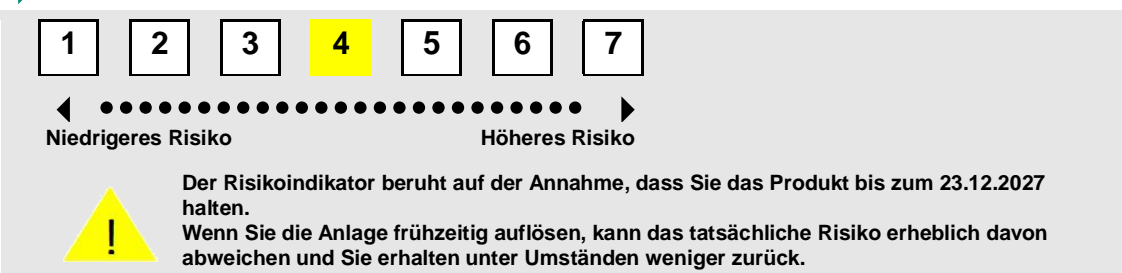 1 2 3 4 5 6 7
Niedrigeres Risiko Höheres Risiko
Der Risikoindikator beruht auf der Annahme, dass Sie das Produkt bis zum 23.12.2027
halten.
!
Wenn Sie die Anlage frühzeitig auflösen, kann das tatsächliche Risiko erheblich davon
abweichen und Sie erhalten unter Umständen weniger zurück.